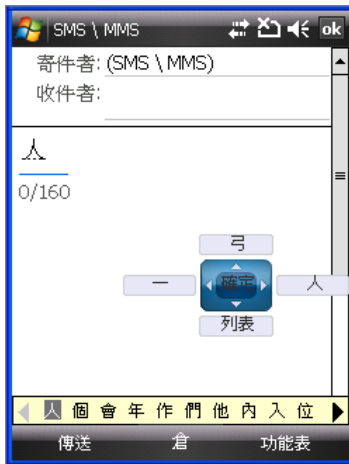 SMS \ MMS ok
寄件者: (SMS \ MMS)
收件者:
人
0/160
弓
一 確定 人
列表
人 個 會 年 作 們 他 內 入 位
傳送 倉 功能表